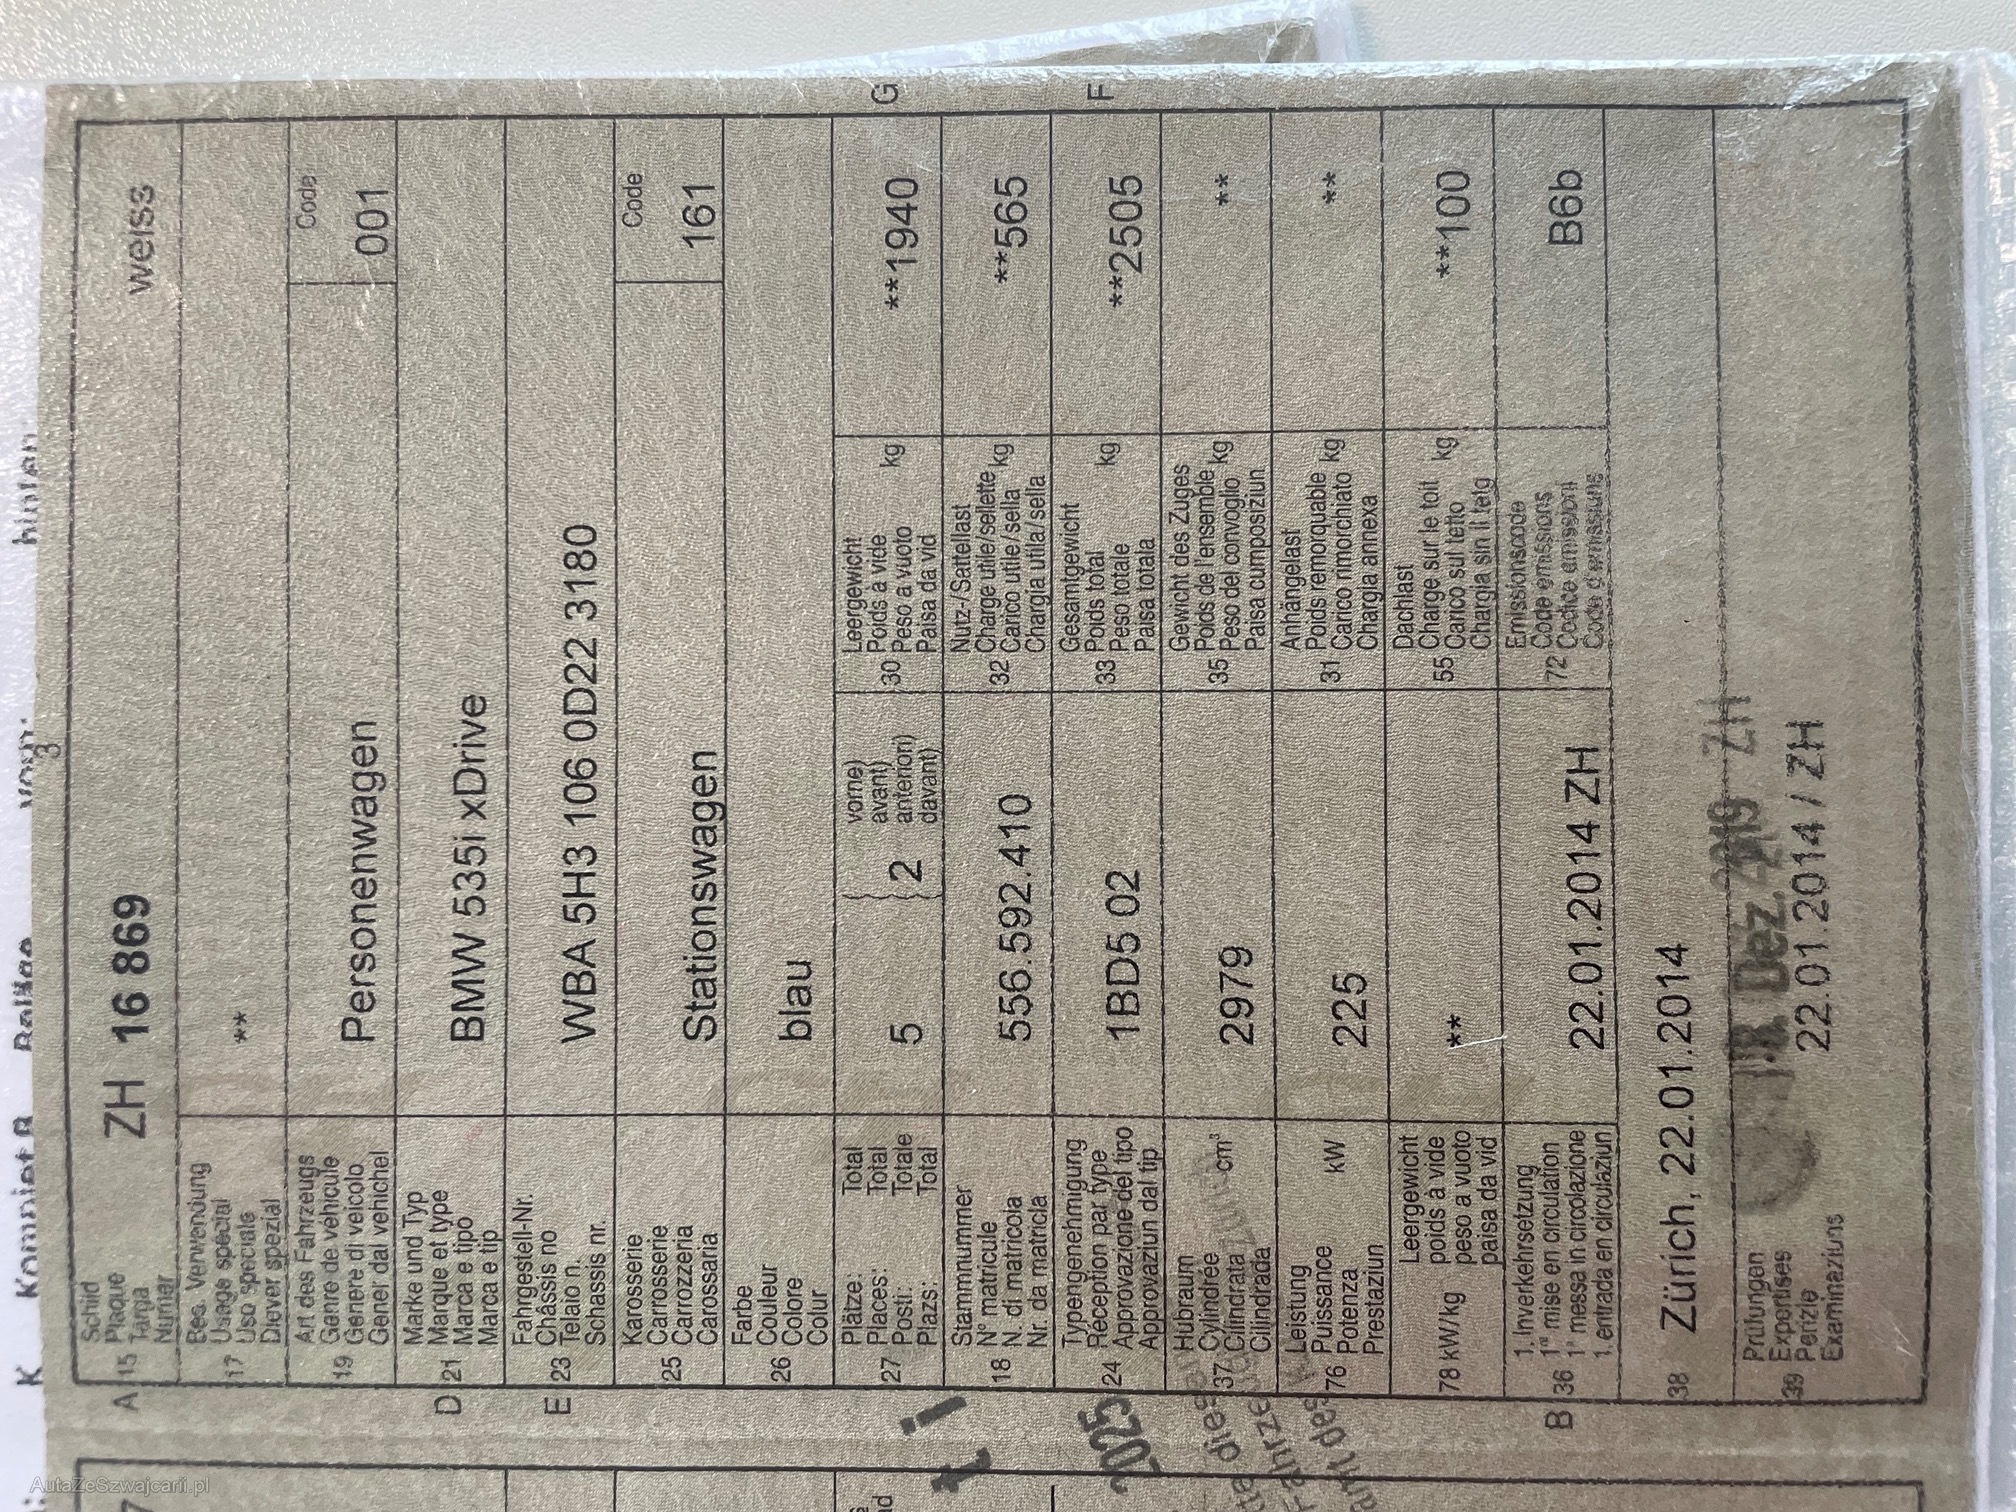 Schild
Plaque
15 Targa
Numer
A
ZH 16 869
weiss
Bes. Verwendung
17 Usage spécial
Uso speciale
Diever spezial
**
Art des Fahrzeugs
Genre de véhicule
19 Genere di veicolo
Gener dal vehichel
Personenwagen
Code
001
Marke und Typ
D 21 Marque et type
Marca e tipo
Marca e tip
BMW 535i xDrive
Fahrgestell-Nr.
E 23 Châssis no
Telaio n.
Schassis nr.
WBA 5H3 106 0D22 3180
Karosserie
25 Carrosserie
Carrozzeria
Carossaria
Stationswagen
Code
161
Farbe
26 Couleur
Colore
Colur
blau
Plätze: Total
Places: Total
27 Posti: Totale
Plazs: Total
5
2
vorne)
avant)
anteriori)
davant)
Leergewicht
Poids à vide
30 Peso a vuoto kg
Paisa da vid
**1940
G
Stammnummer
N° matricule
18 N. di matricola
Nr. da matricla
556.592.410
Nutz-/Sattellast
Charge utile/sellette
32 Carico utile/sella kg
Chargia utila/sella
**565
Typengenehmigung
24 Réception par type
Approvazione del tipo
Approvaziun dal tip
1BD5 02
Gesamtgewicht
Poids total
33 Peso totale kg
Paisa totala
**2505
F
Hubraum
37 Cylindrée cm³
Cilindrata
Cilindrada
2979
Gewicht des Zuges
Poids de l'ensemble
35 Peso del convoglio kg
Paisa cumposiziun
**
Leistung
76 Puissance kW
Potenza
Prestaziun
225
Anhängelast
31 Poids remorquable kg
Carico rimorchiato
Chargia annexa
**
Leergewicht
78 kW/kg poids à vide
peso a vuoto
paisa da vid
**
Dachlast
Charge sur le toit
55 Carico sul tetto kg
Chargia sin il tetg
**100
1. Inverkehrsetzung
B 36 1re mise en circulation
1a messa in circolazione
1. entrada en circulaziun
22.01.2014 ZH
Emissionscode
72 Code émissions
Codice emissioni
Code d'emissiuns
B6b
38 Zürich, 22.01.2014
Prüfungen
Expertises
39 Perizie
Examinaziuns
Dez. 2019 ZH
22.01.2014 / ZH
2025
3
AutaZeSzwajcarii.pl